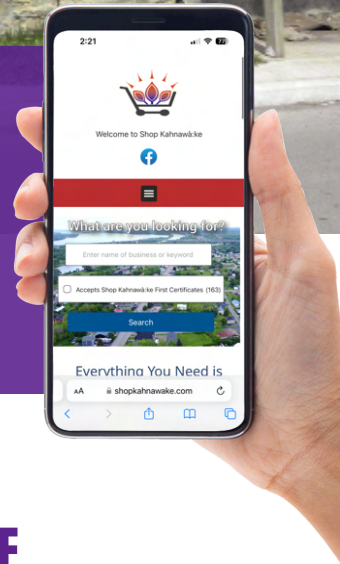 2:21
77
Welcome to Shop Kahnawà:ke
What are you looking for?
Enter name of business or keyword
Accepts Shop Kahnawà:ke First Certificates (163)
Search
Everything You Need is
AA
shopkahnawake.com